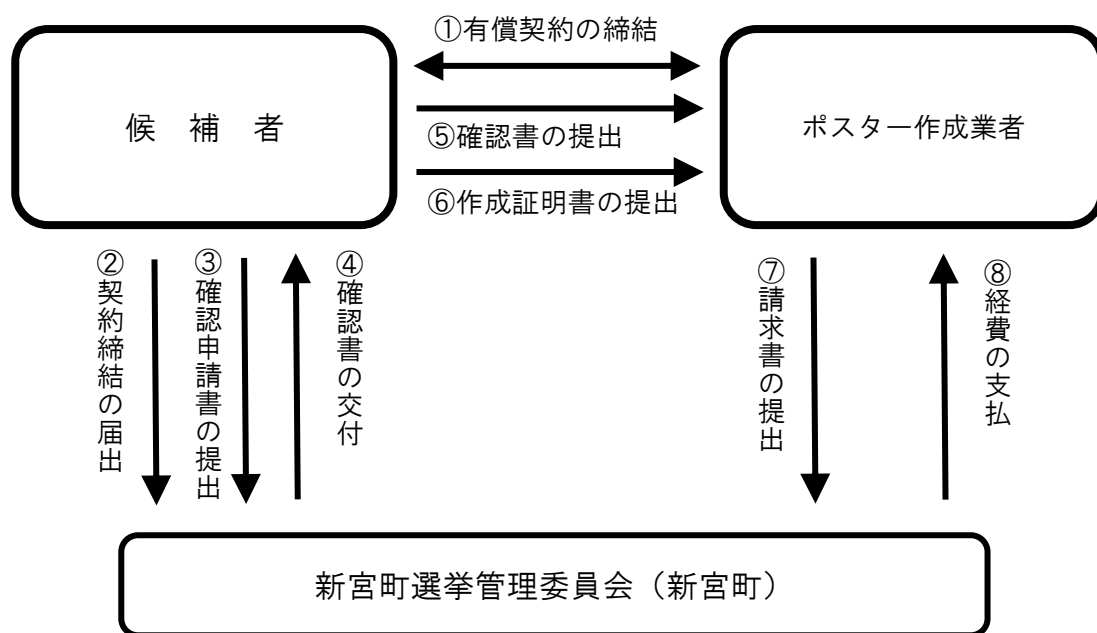 ①有償契約の締結
候　補　者
ポスター作成業者
⑤確認書の提出
⑥作成証明書の提出
②契約締結の届出
③確認申請書の提出
④確認書の交付
⑦請求書の提出
⑧経費の支払
新宮町選挙管理委員会（新宮町）